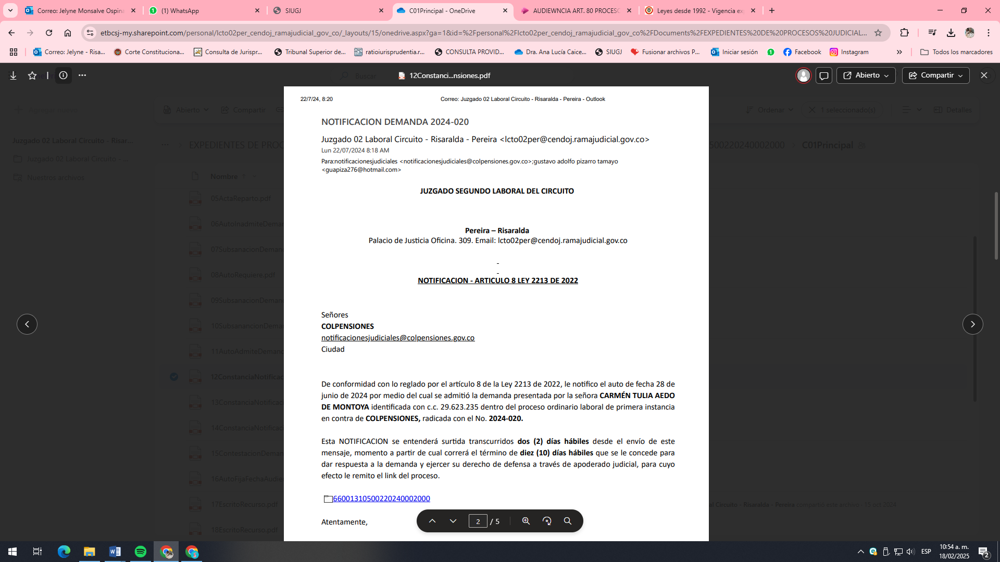 Correo: Jelyne Monsalve Ospina
(1) WhatsApp
SIUGJ
C01Principal - OneDrive
AUDIEWNCIA ART. 80 PROCESO
Leyes desde 1992 - Vigencia ex
etbcsj-my.sharepoint.com/personal/lcto02per_cendoj_ramajudicial_gov_co/_layouts/15/onedrive.aspx?ga=1&id=%2Fpersonal%2Flcto02per_cendoj_ramajudicial_gov_co%2FDocuments%2FEXPEDIENTES%20DE%20PROCESOS%20JUDICIAL...
Correo: Jelyne - Risa...
Corte Constituciona...
Consulta de Jurispr...
Tribunal Superior de...
ratioiurisprudentia.r...
CONSULTA PROVID...
Dra. Ana Lucía Caice...
SIUGJ
Fusionar archivos P...
Iniciar sesión
Facebook
Instagram
Todos los marcadores
Buscar
12Constanci...nsiones.pdf
Abierto
Compartir
Agregar nuevo
Abierto
Compartir
Ordenar
1 seleccionado(s)
Detalles
Juzgado 02 Laboral Circuito - Risar...
Juzgado 02 Laboral Circuito - ...
Nuestros archivos
EXPEDIENTES DE PROC
500220240002000
C01Principal
Nombre
05ActaReparto.pdf
06AutoInadmiteDeman
07SubsanacionDemand
08AutoRequiere.pdf
09SubsanacionDemand
10SubsanancionDeman
11AutoAdmiteDemand
12ConstanciaNotificac
13ConstanciaNotificaci
14ConstanciaNotificaci
15ContestacionDemand
16AutoFijaFechaAudien
17EscritoRecurso.pdf
18EscritoRecurso.pdf
al Circuito - Risaralda - Pereira compartió este archivo · 15 oct 2024
22/7/24, 8:20
Correo: Juzgado 02 Laboral Circuito - Risaralda - Pereira - Outlook
NOTIFICACION DEMANDA 2024-020
Juzgado 02 Laboral Circuito - Risaralda - Pereira <lcto02per@cendoj.ramajudicial.gov.co>
Lun 22/07/2024 8:18 AM
Para:notificacionesjudiciales <notificacionesjudiciales@colpensiones.gov.co>;gustavo adolfo pizarro tamayo
<guapiza276@hotmail.com>
JUZGADO SEGUNDO LABORAL DEL CIRCUITO
Pereira – Risaralda
Palacio de Justicia Oficina. 309. Email: lcto02per@cendoj.ramajudicial.gov.co
NOTIFICACION - ARTICULO 8 LEY 2213 DE 2022
Señores
COLPENSIONES
notificacionesjudiciales@colpensiones.gov.co
Ciudad
De conformidad con lo reglado por el artículo 8 de la Ley 2213 de 2022, le notifico el auto de fecha 28 de
junio de 2024 por medio del cual se admitió la demanda presentada por la señora CARMÉN TULIA AEDO
DE MONTOYA identificada con c.c. 29.623.235 dentro del proceso ordinario laboral de primera instancia
en contra de COLPENSIONES, radicada con el No. 2024-020.
Esta NOTIFICACION se entenderá surtida transcurridos dos (2) días hábiles desde el envío de este
mensaje, momento a partir de cual correrá el término de diez (10) días hábiles que se le concede para
dar respuesta a la demanda y ejercer su derecho de defensa a través de apoderado judicial, para cuyo
efecto le remito el link del proceso.
66001310500220240002000
Atentamente,
2 / 5
ESP
10:54 a. m.
18/02/2025
2